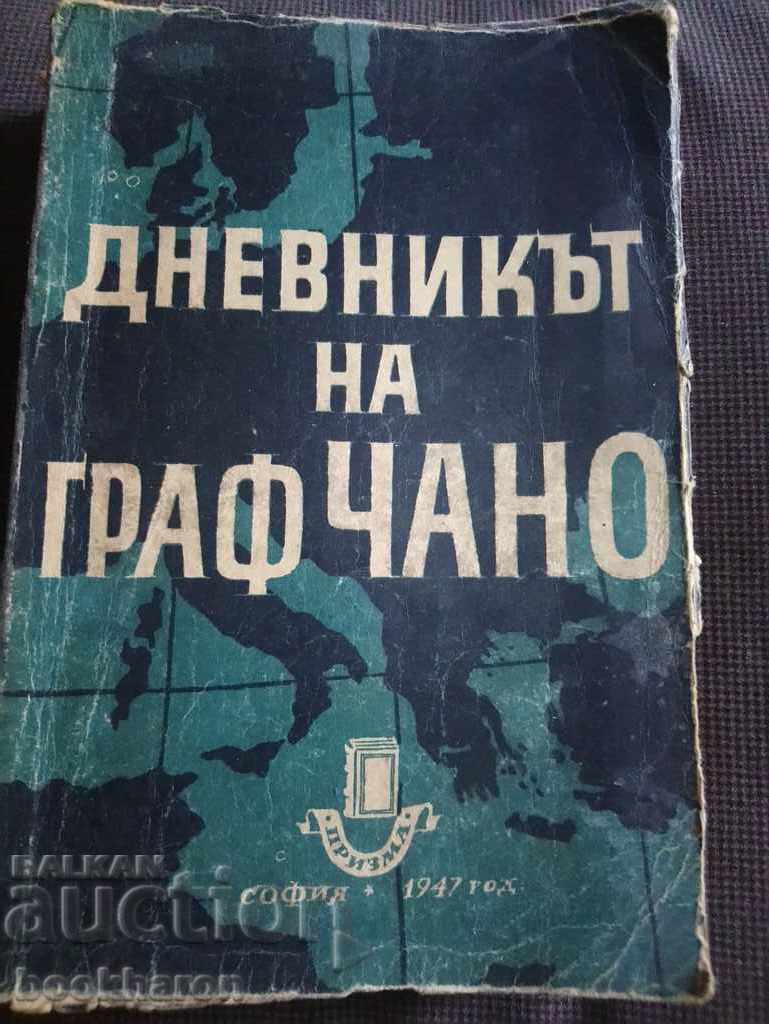 ДНЕВНИКЪТ
НА
ГРАФ ЧАНО
ПРИЗМА
СОФИЯ * 1947 год.
BALKAN
auction
bookharon